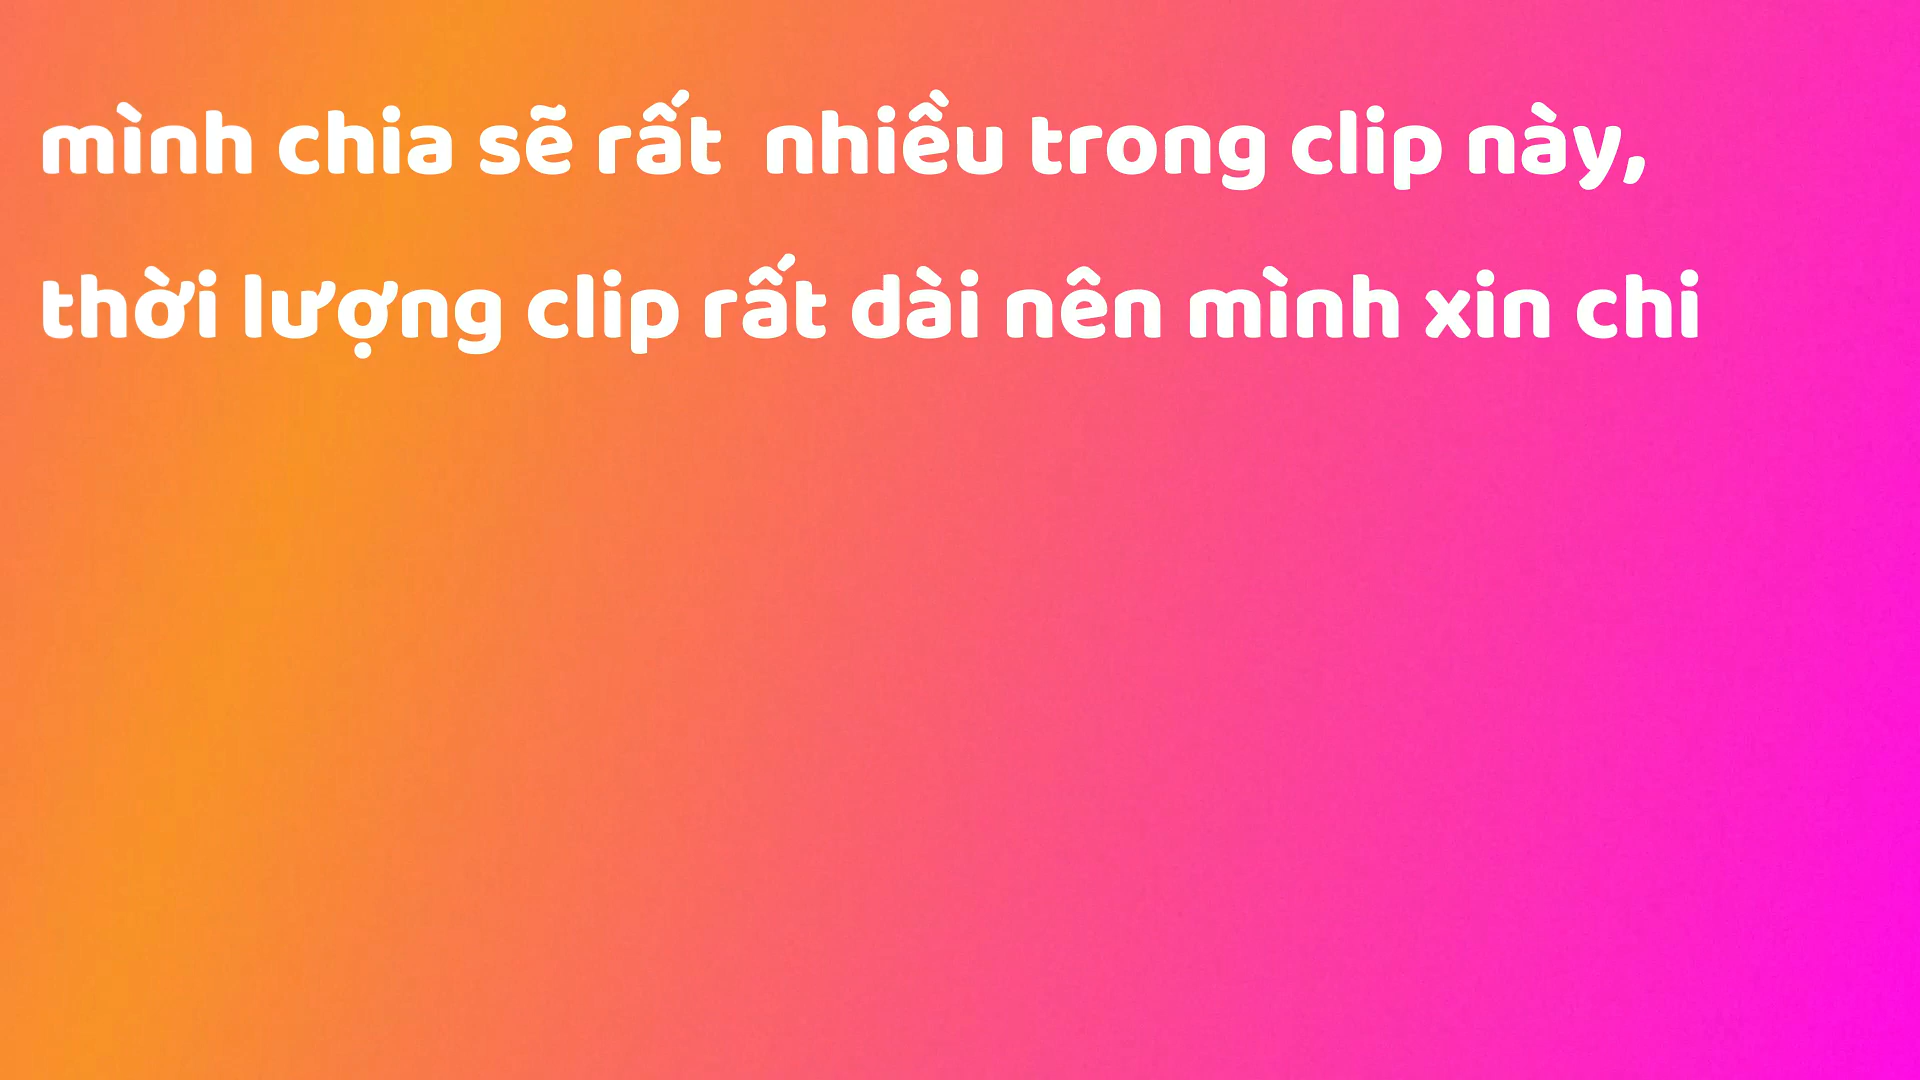 mình chia sẽ rất  nhiều trong clip này,
thời lượng clip rất dài nên mình xin chi